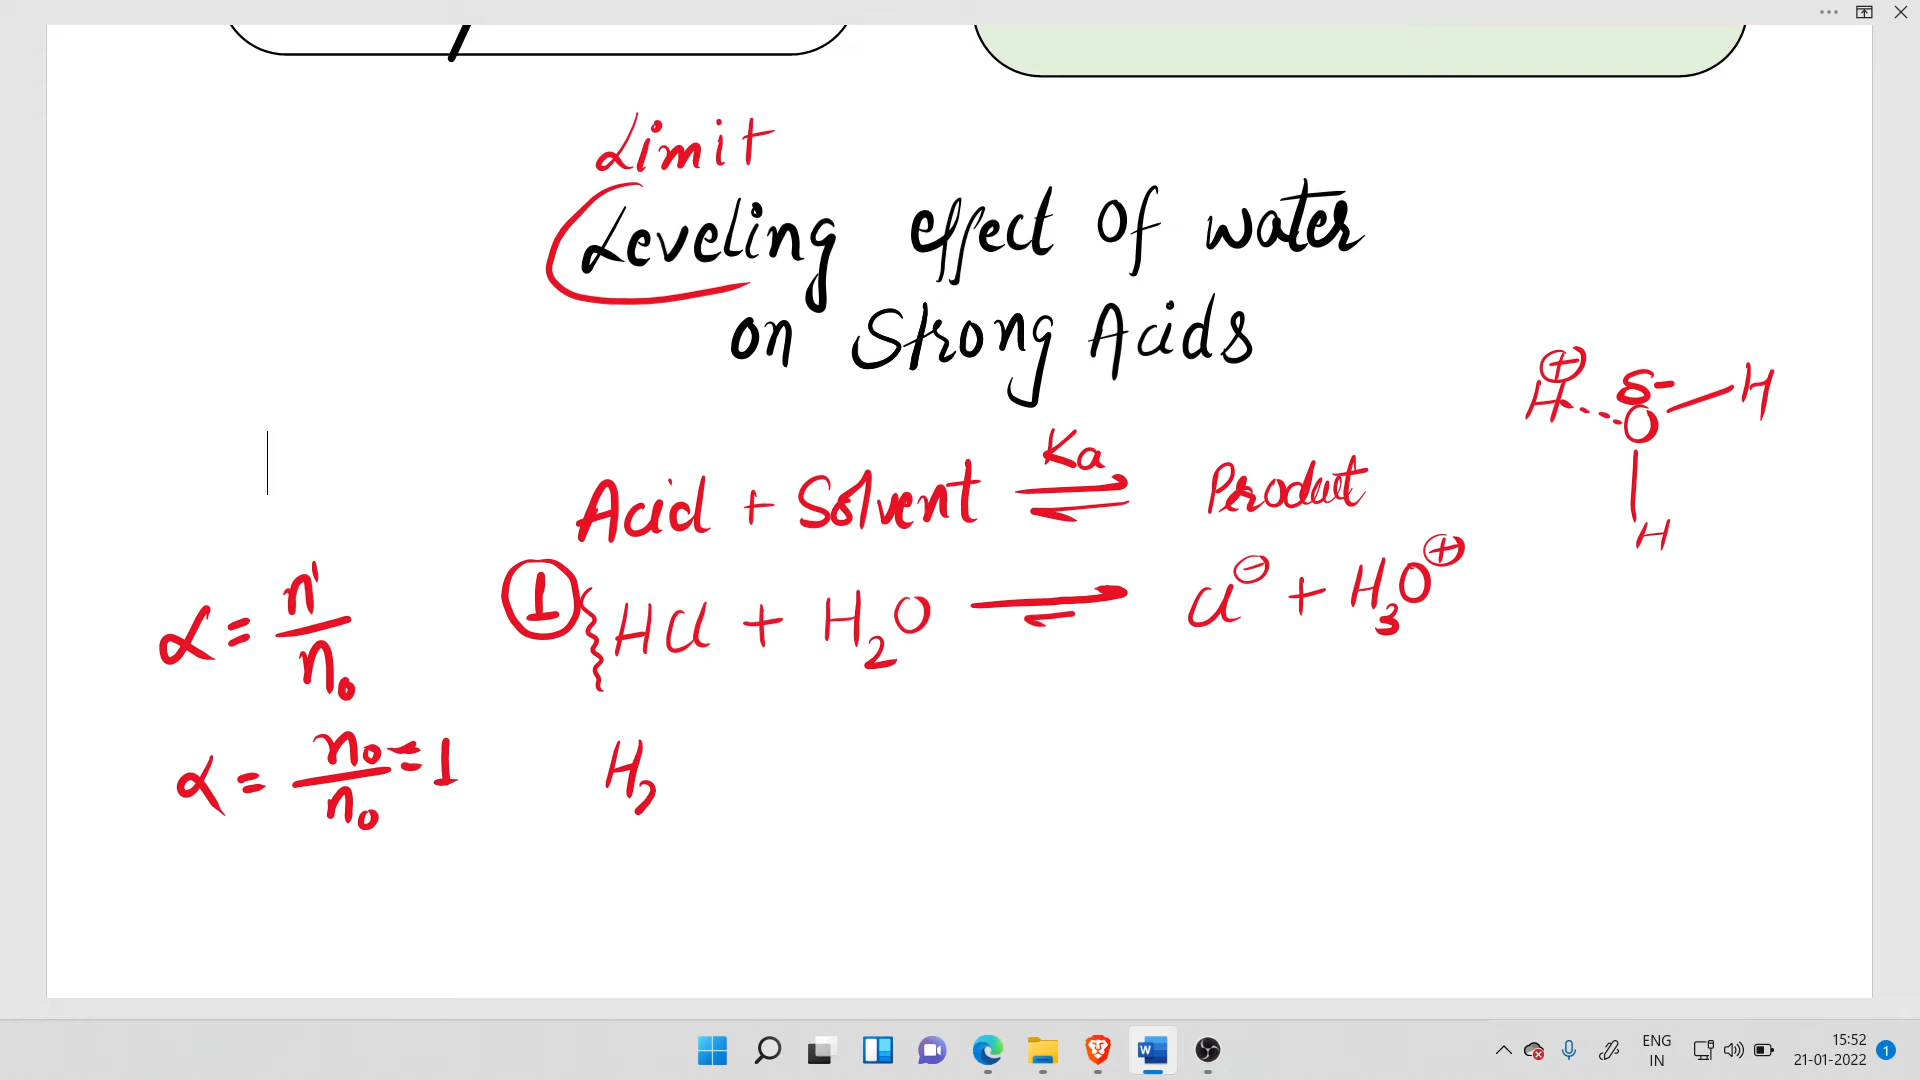 Limit
Leveling effect of water
on Strong Acids
H⊕ δ- O H
H
Acid + Solvent ⇌ Ka Product
① { HCl + H₂O ⇌ Cl⊖ + H₃O⊕
α = n'/n₀
α = n₀/n₀ = 1
H₂
ENG
IN
15:52
21-01-2022
1